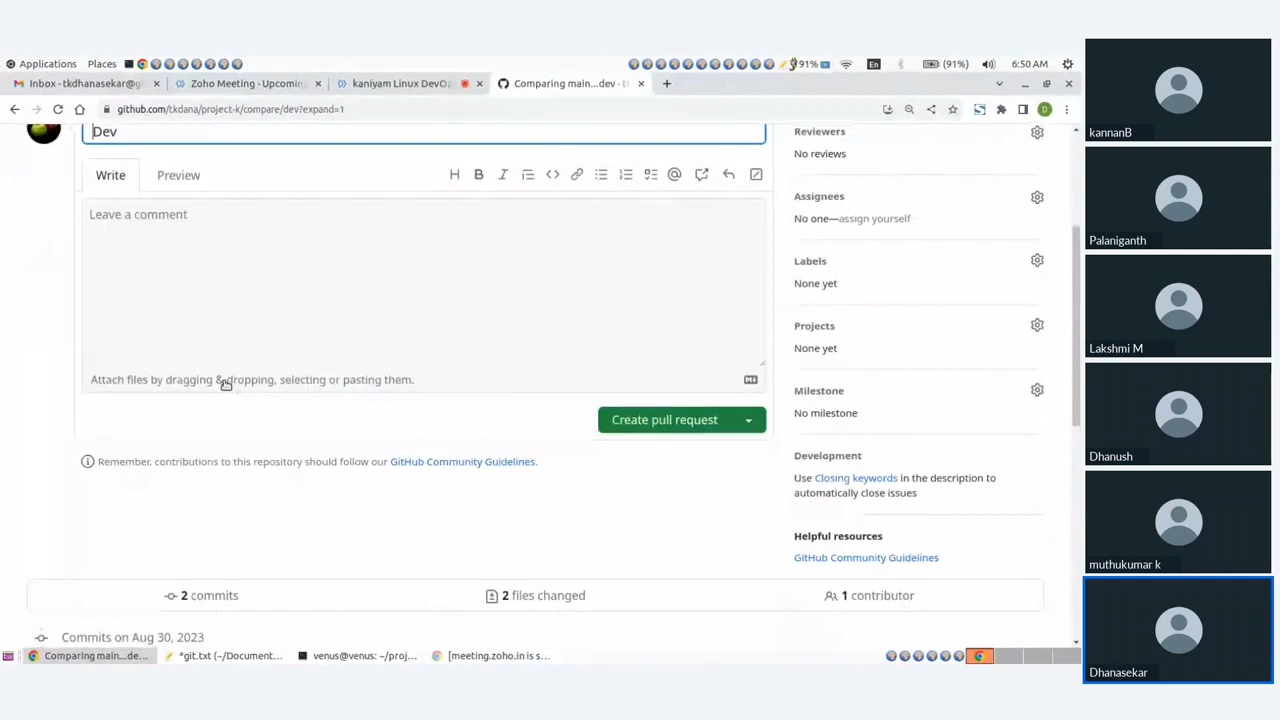 Applications Places 91% En (91%) 6:50 AM
Inbox - tkdhanasekar@g
Zoho Meeting - Upcomin
kaniyam Linux DevOp
Comparing main...dev · t
github.com/tkdana/project-k/compare/dev?expand=1
D
Dev
Write
Preview
Leave a comment
Attach files by dragging & dropping, selecting or pasting them.
Create pull request
Remember, contributions to this repository should follow our GitHub Community Guidelines.
Reviewers
No reviews
Assignees
No one—assign yourself
Labels
None yet
Projects
None yet
Milestone
No milestone
Development
Use Closing keywords in the description to
automatically close issues
Helpful resources
GitHub Community Guidelines
2 commits
2 files changed
1 contributor
Commits on Aug 30, 2023
Comparing main...de...
*git.txt (~/Document...
venus@venus: ~/proj...
[meeting.zoho.in is s...
kannanB
Palaniganth
Lakshmi M
Dhanush
muthukumar k
Dhanasekar